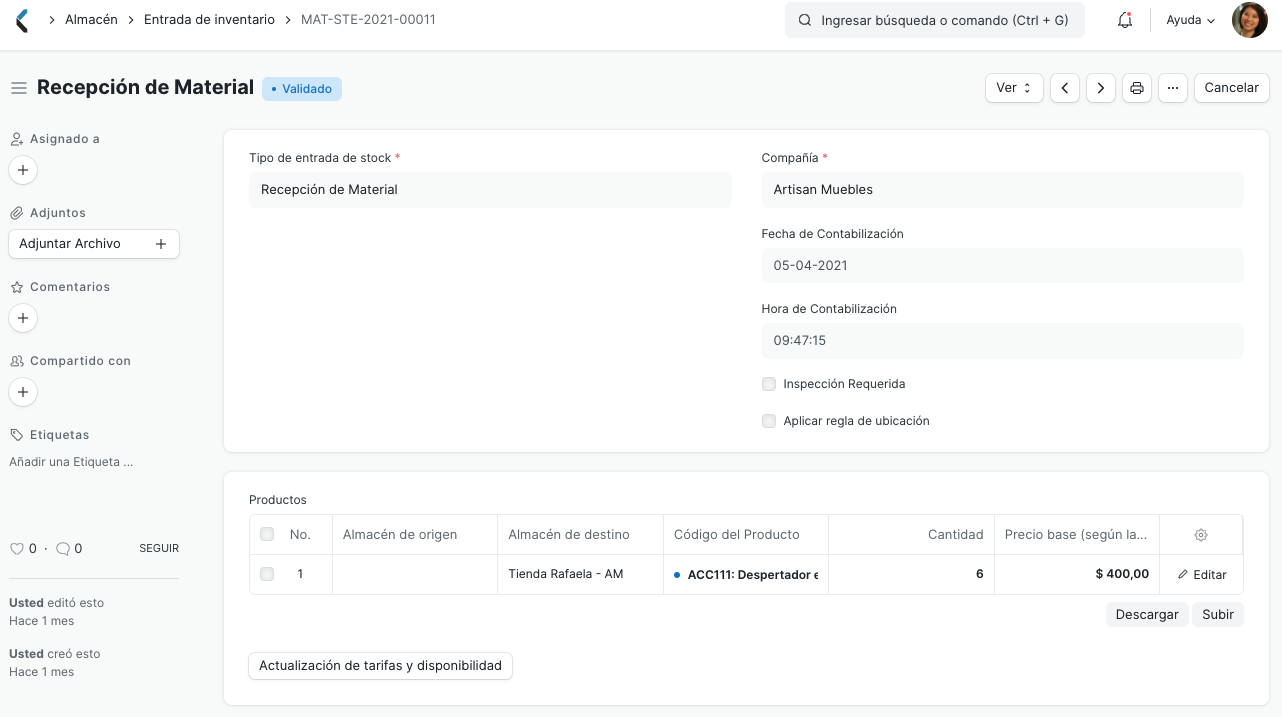 Almacén
Entrada de inventario
MAT-STE-2021-00011
Ingresar búsqueda o comando (Ctrl + G)
Ayuda
Recepción de Material
Validado
Ver
...
Cancelar
Asignado a
Adjuntos
Adjuntar Archivo
Comentarios
Compartido con
Etiquetas
Añadir una Etiqueta ...
0 · 0
SEGUIR
Usted editó esto
Hace 1 mes
Usted creó esto
Hace 1 mes
Tipo de entrada de stock *
Recepción de Material
Compañía *
Artisan Muebles
Fecha de Contabilización
05-04-2021
Hora de Contabilización
09:47:15
Inspección Requerida
Aplicar regla de ubicación
Productos
No. Almacén de origen Almacén de destino Código del Producto Cantidad Precio base (según la...
1 Tienda Rafaela - AM ACC111: Despertador e 6 $ 400,00 Editar
Descargar Subir
Actualización de tarifas y disponibilidad